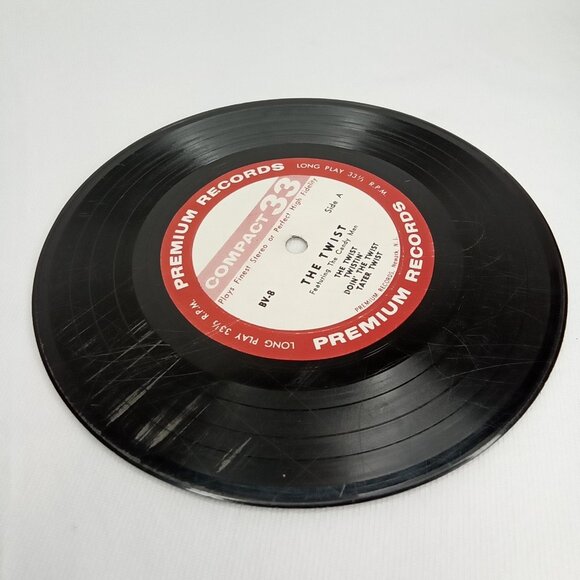 PREMIUM RECORDS
LONG PLAY 33⅓ R.P.M.
COMPACT 33
Plays Finest Stereo or Perfect High Fidelity
Side A
BV-8
THE TWIST
Featuring The Candy Men
THE TWIST
TWISTIN'
DOIN' THE TWIST
TATER TWIST
PREMIUM RECORDS Newark, N. J.
LONG PLAY 33⅓ R.P.M.
PREMIUM RECORDS